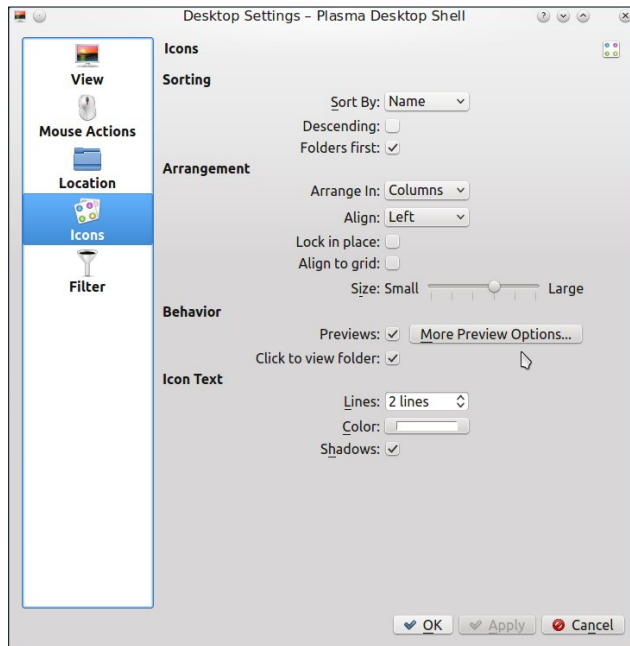 Desktop Settings – Plasma Desktop Shell
View
Mouse Actions
Location
Icons
Filter
Icons
Sorting
Sort By: Name
Descending:
Folders first:
Arrangement
Arrange In: Columns
Align: Left
Lock in place:
Align to grid:
Size: Small Large
Behavior
Previews: More Preview Options...
Click to view folder:
Icon Text
Lines: 2 lines
Color:
Shadows:
OK Apply Cancel